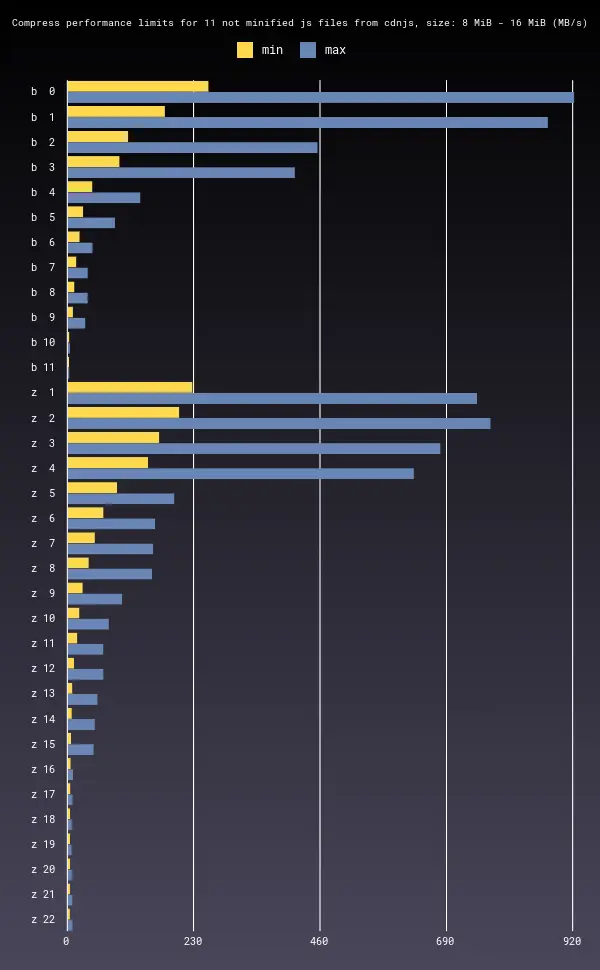 Compress performance limits for 11 not minified js files from cdnjs, size: 8 MiB - 16 MiB (MB/s)
min max
b 0
b 1
b 2
b 3
b 4
b 5
b 6
b 7
b 8
b 9
b 10
b 11
z 1
z 2
z 3
z 4
z 5
z 6
z 7
z 8
z 9
z 10
z 11
z 12
z 13
z 14
z 15
z 16
z 17
z 18
z 19
z 20
z 21
z 22
0 230 460 690 920